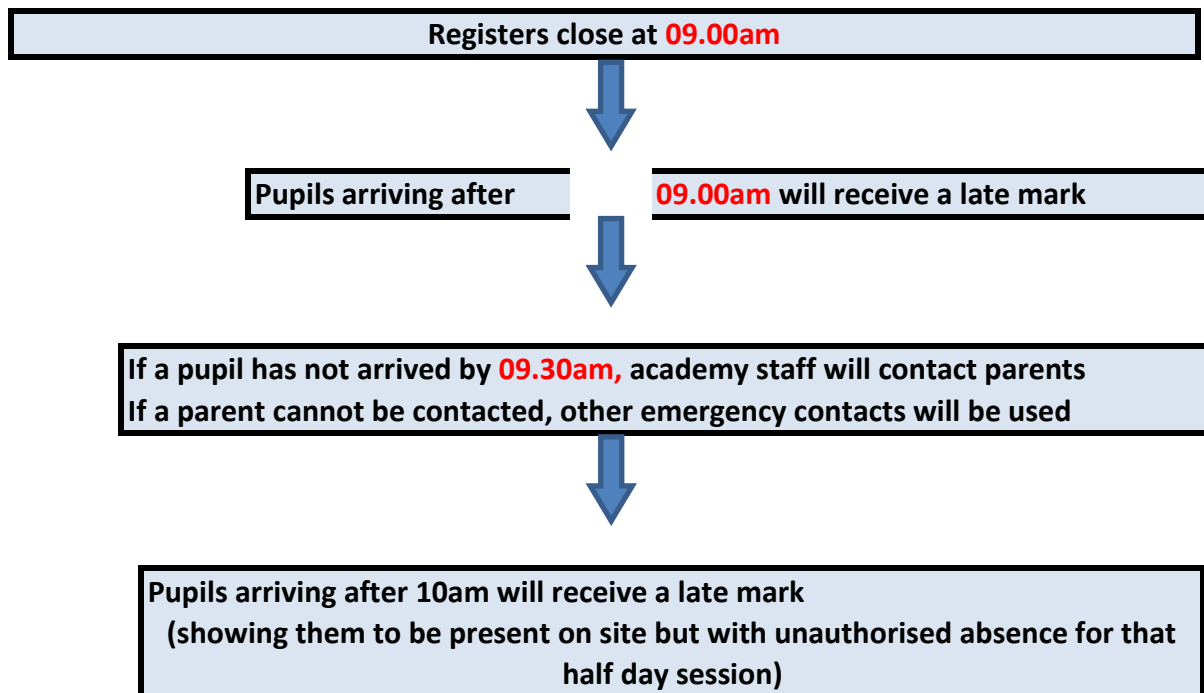 Registers close at 09.00am
Pupils arriving after 09.00am will receive a late mark
If a pupil has not arrived by 09.30am, academy staff will contact parents
If a parent cannot be contacted, other emergency contacts will be used
Pupils arriving after 10am will receive a late mark
(showing them to be present on site but with unauthorised absence for that
half day session)